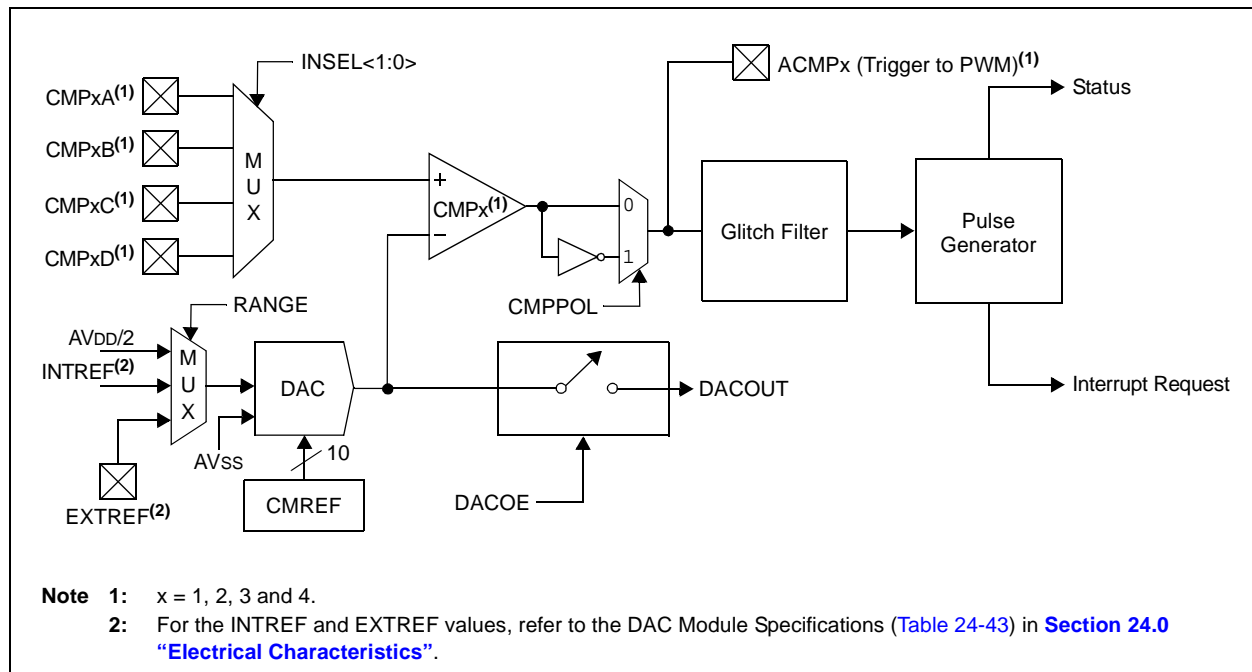 INSEL<1:0>
ACMPx (Trigger to PWM)(1)
CMPxA(1)
CMPxB(1)
CMPxC(1)
CMPxD(1)
M
U
X
+
CMPx(1)
−
0
1
CMPPOL
Glitch Filter
Pulse
Generator
Status
Interrupt Request
RANGE
AVDD/2
INTREF(2)
M
U
X
DAC
AVSS
10
CMREF
EXTREF(2)
DACOUT
DACOE
Note 1: x = 1, 2, 3 and 4.
2: For the INTREF and EXTREF values, refer to the DAC Module Specifications (Table 24-43) in Section 24.0
“Electrical Characteristics”.